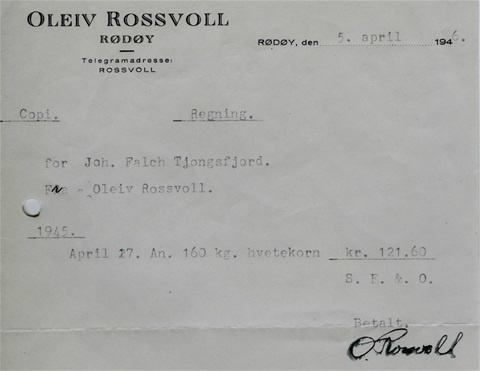 OLEIV ROSSVOLL
RØDØY
Telegramadresse:
ROSSVOLL
RØDØY, den 5. april 1946.
Copi. Regning.
for Joh. Falch Tjongsfjord.
Fra - Oleiv Rossvoll.
1945.
April 27. An. 160 kg. hvetekorn kr. 121.60
S. E. & O.
Betalt.
O. Rossvoll